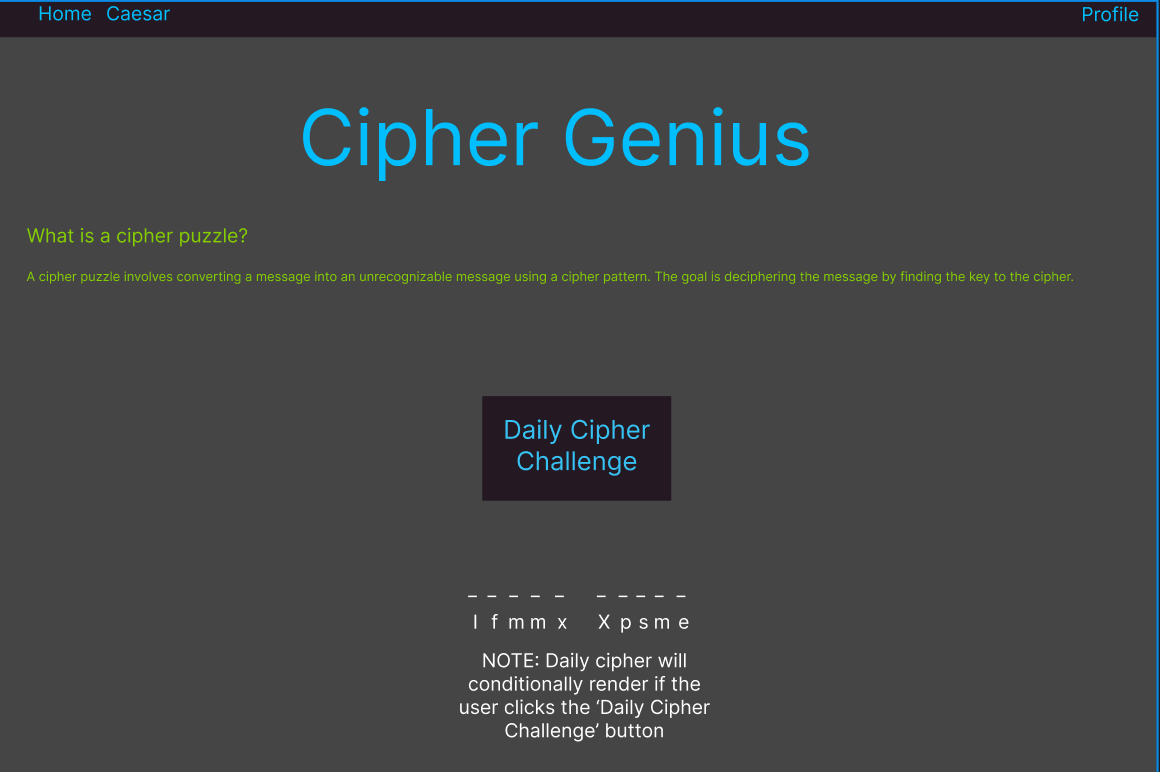 Home Caesar Profile
Cipher Genius
What is a cipher puzzle?
A cipher puzzle involves converting a message into an unrecognizable message using a cipher pattern. The goal is deciphering the message by finding the key to the cipher.
Daily Cipher
Challenge
_ _ _ _ _ _ _ _ _ _
I f m m x X p s m e
NOTE: Daily cipher will
conditionally render if the
user clicks the ‘Daily Cipher
Challenge’ button